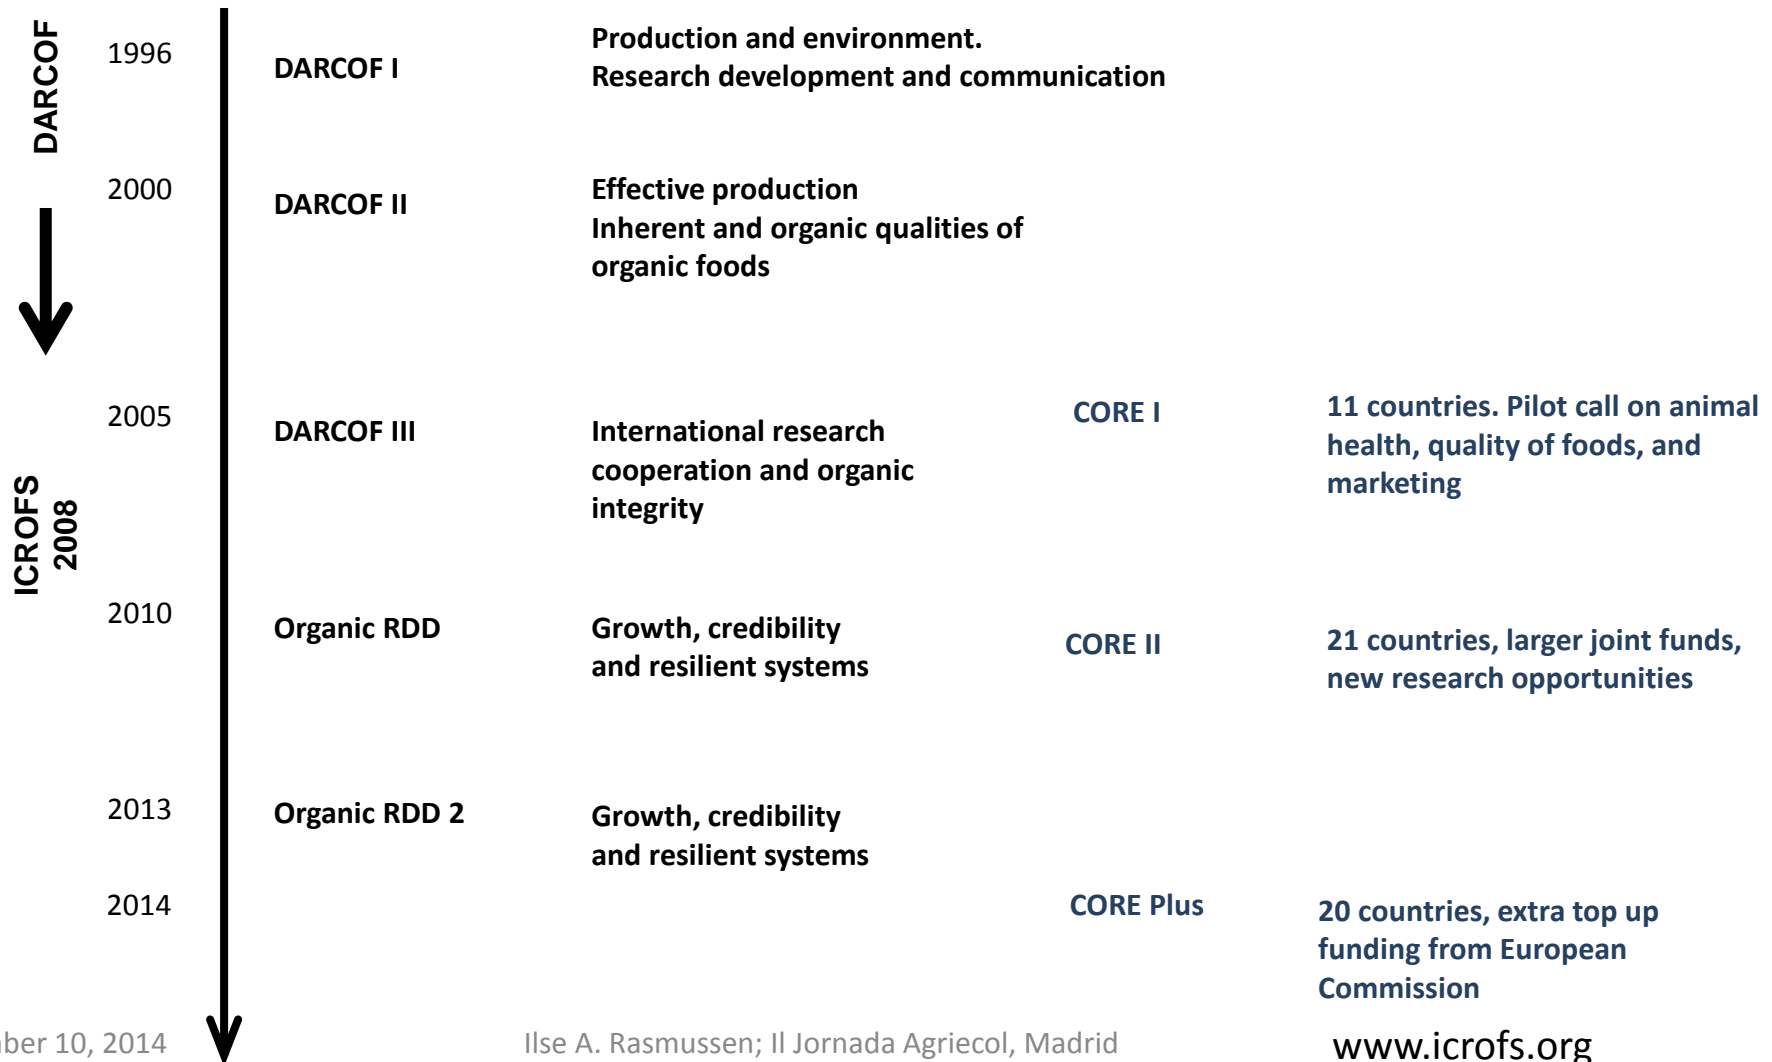 DARCOF
1996
DARCOF I
Production and environment.
Research development and communication
2000
DARCOF II
Effective production
Inherent and organic qualities of
organic foods
2005
DARCOF III
International research
cooperation and organic
integrity
CORE I
11 countries. Pilot call on animal
health, quality of foods, and
marketing
ICROFS
2008
2010
Organic RDD
Growth, credibility
and resilient systems
CORE II
21 countries, larger joint funds,
new research opportunities
2013
Organic RDD 2
Growth, credibility
and resilient systems
2014
CORE Plus
20 countries, extra top up
funding from European
Commission
ber 10, 2014
Ilse A. Rasmussen; II Jornada Agriecol, Madrid
www.icrofs.org